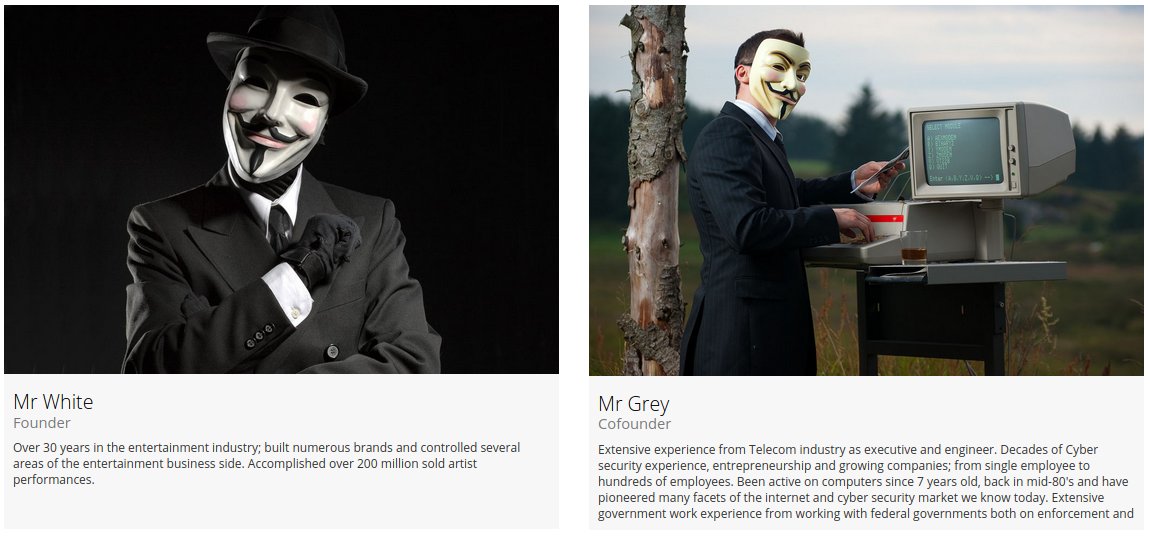 SELECT MODULE
Mr White
Founder
Over 30 years in the entertainment industry; built numerous brands and controlled several
areas of the entertainment business side. Accomplished over 200 million sold artist
performances.
Mr Grey
Cofounder
Extensive experience from Telecom industry as executive and engineer. Decades of Cyber
security experience, entrepreneurship and growing companies; from single employee to
hundreds of employees. Been active on computers since 7 years old, back in mid-80's and have
pioneered many facets of the internet and cyber security market we know today. Extensive
government work experience from working with federal governments both on enforcement and